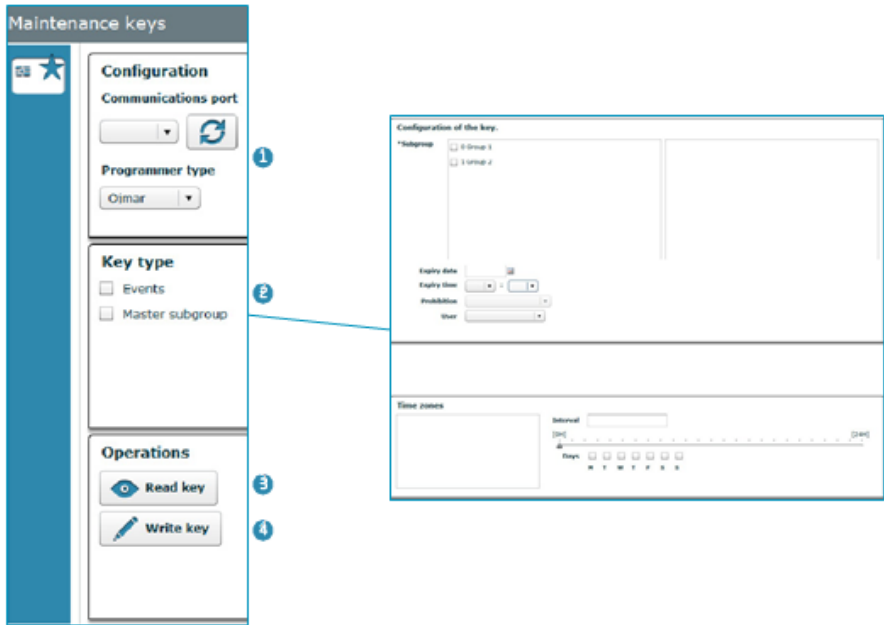 Maintenance keys
Configuration
Communications port
1
Programmer type
Ojmar
Key type
Events
2
Master subgroup
Operations
Read key
3
Write key
4
Configuration of the key.
*Subgroup
0 Group 1
1 Group 2
Expiry date
Expiry time :
Prohibition
User
Time zones
Interval
[0H] [24H]
Days
M T W T F S S